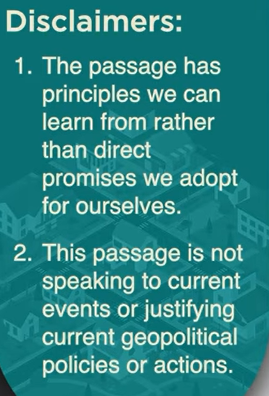 Disclaimers:
1. The passage has
principles we can
learn from rather
than direct
promises we adopt
for ourselves.
2. This passage is not
speaking to current
events or justifying
current geopolitical
policies or actions.